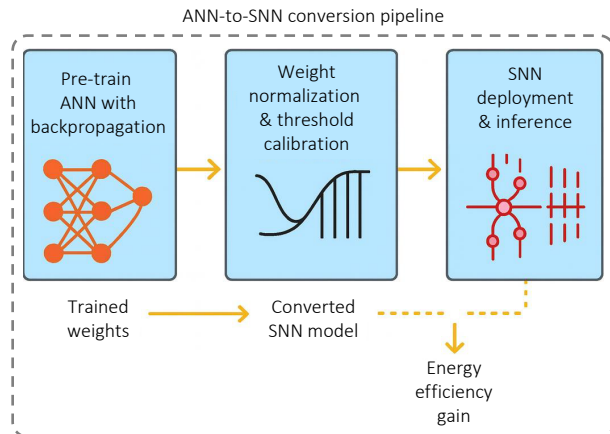 ANN-to-SNN conversion pipeline
Pre-train
ANN with
backpropagation
Weight
normalization
& threshold
calibration
SNN
deployment
& inference
Trained
weights
Converted
SNN model
Energy
efficiency
gain